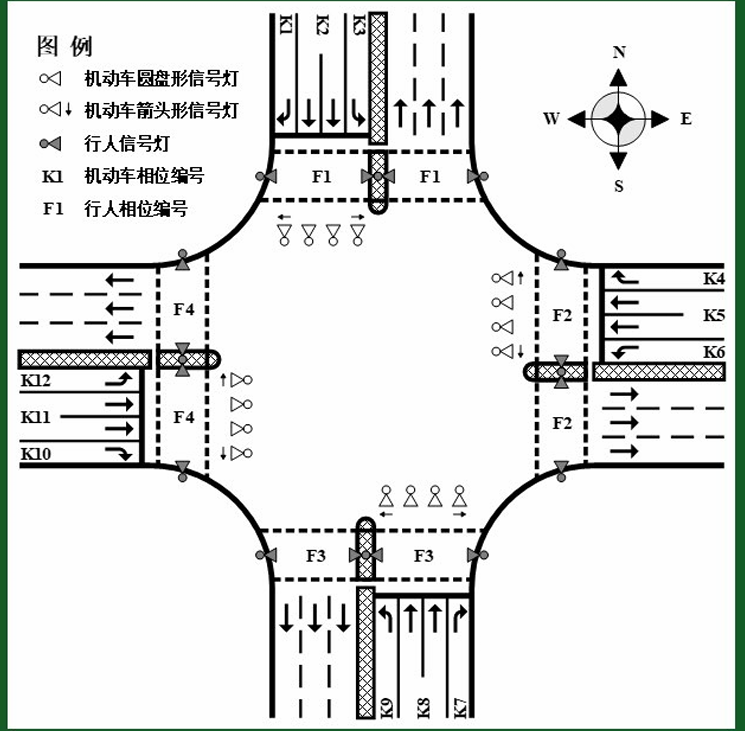 图 例
机动车圆盘形信号灯
机动车箭头形信号灯
行人信号灯
K1 机动车相位编号
F1 行人相位编号
K1
K2
K3
N
W
E
S
F1
F1
K4
K5
K6
F4
F2
K12
K11
K10
F4
F2
F3
F3
K9
K8
K7